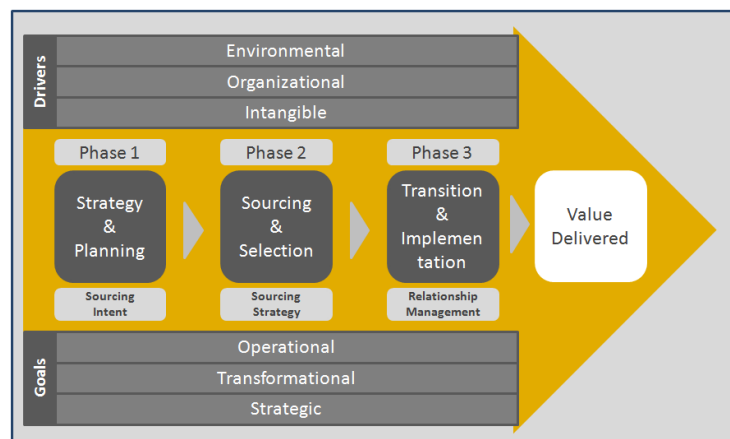 Drivers
Environmental
Organizational
Intangible
Phase 1
Phase 2
Phase 3
Strategy
&
Planning
Sourcing
&
Selection
Transition
&
Implemen
tation
Value
Delivered
Sourcing
Intent
Sourcing
Strategy
Relationship
Management
Goals
Operational
Transformational
Strategic